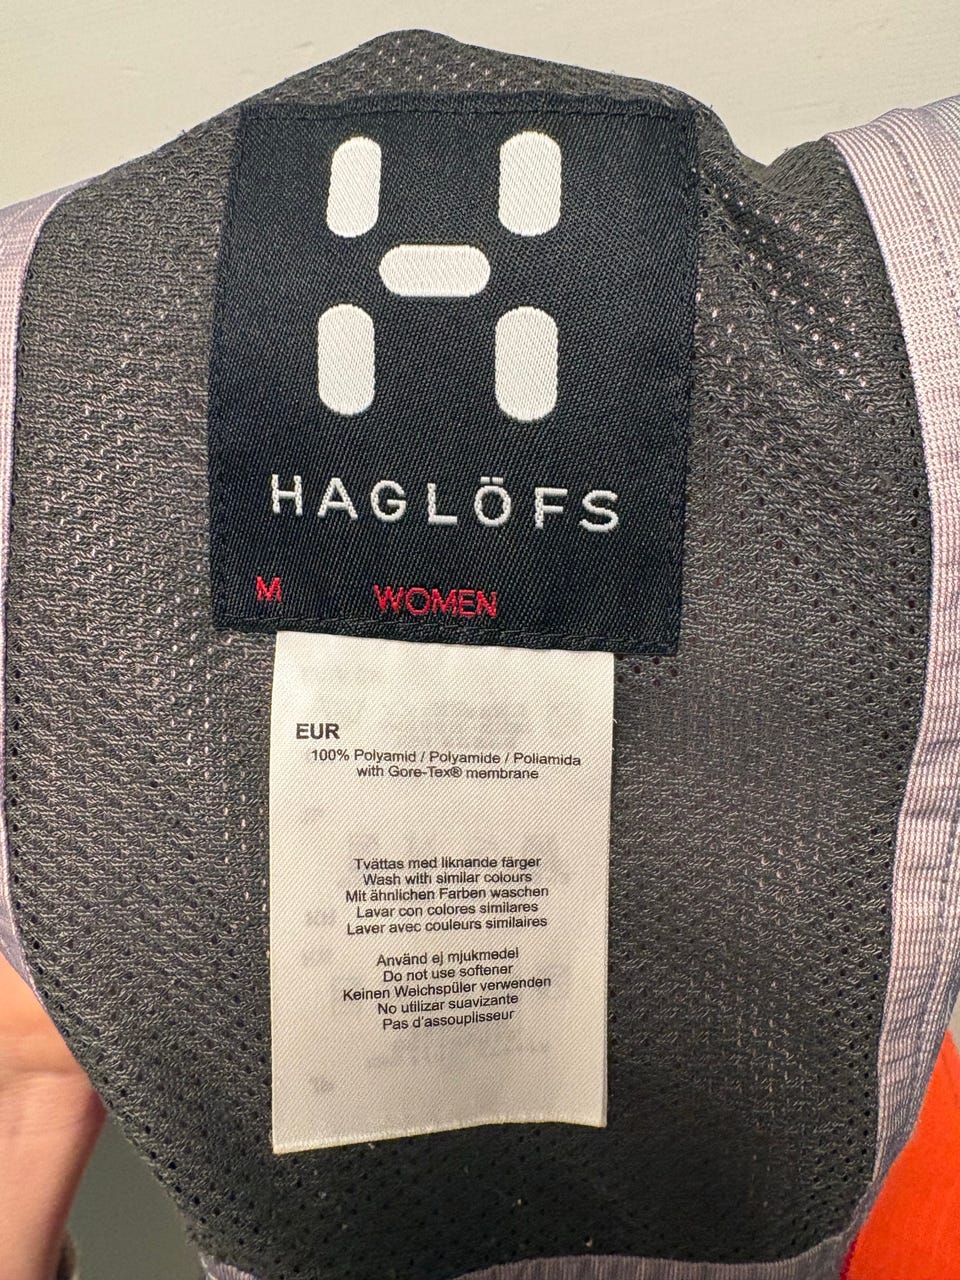 HAGLÖFS
M WOMEN
EUR
100% Polyamid / Polyamide / Poliamida
with Gore-Tex® membrane
Tvättas med liknande färger
Wash with similar colours
Mit ähnlichen Farben waschen
Lavar con colores similares
Laver avec couleurs similaires
Använd ej mjukmedel
Do not use softener
Keinen Weichspüler verwenden
No utilizar suavizante
Pas d'assouplisseur